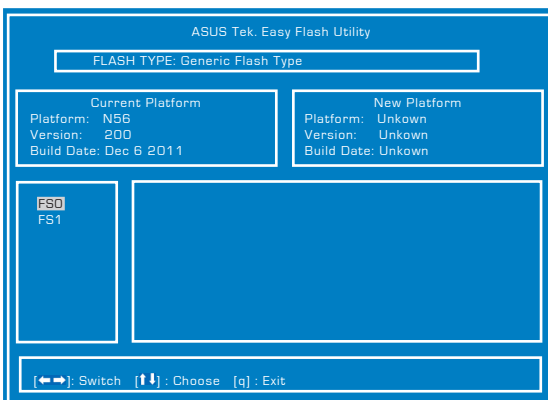 ASUS Tek. Easy Flash Utility
FLASH TYPE: Generic Flash Type
Current Platform
Platform: N56
Version: 200
Build Date: Dec 6 2011
New Platform
Platform: Unkown
Version: Unkown
Build Date: Unkown
FS0
FS1
[←→]: Switch [↑↓] : Choose [q] : Exit